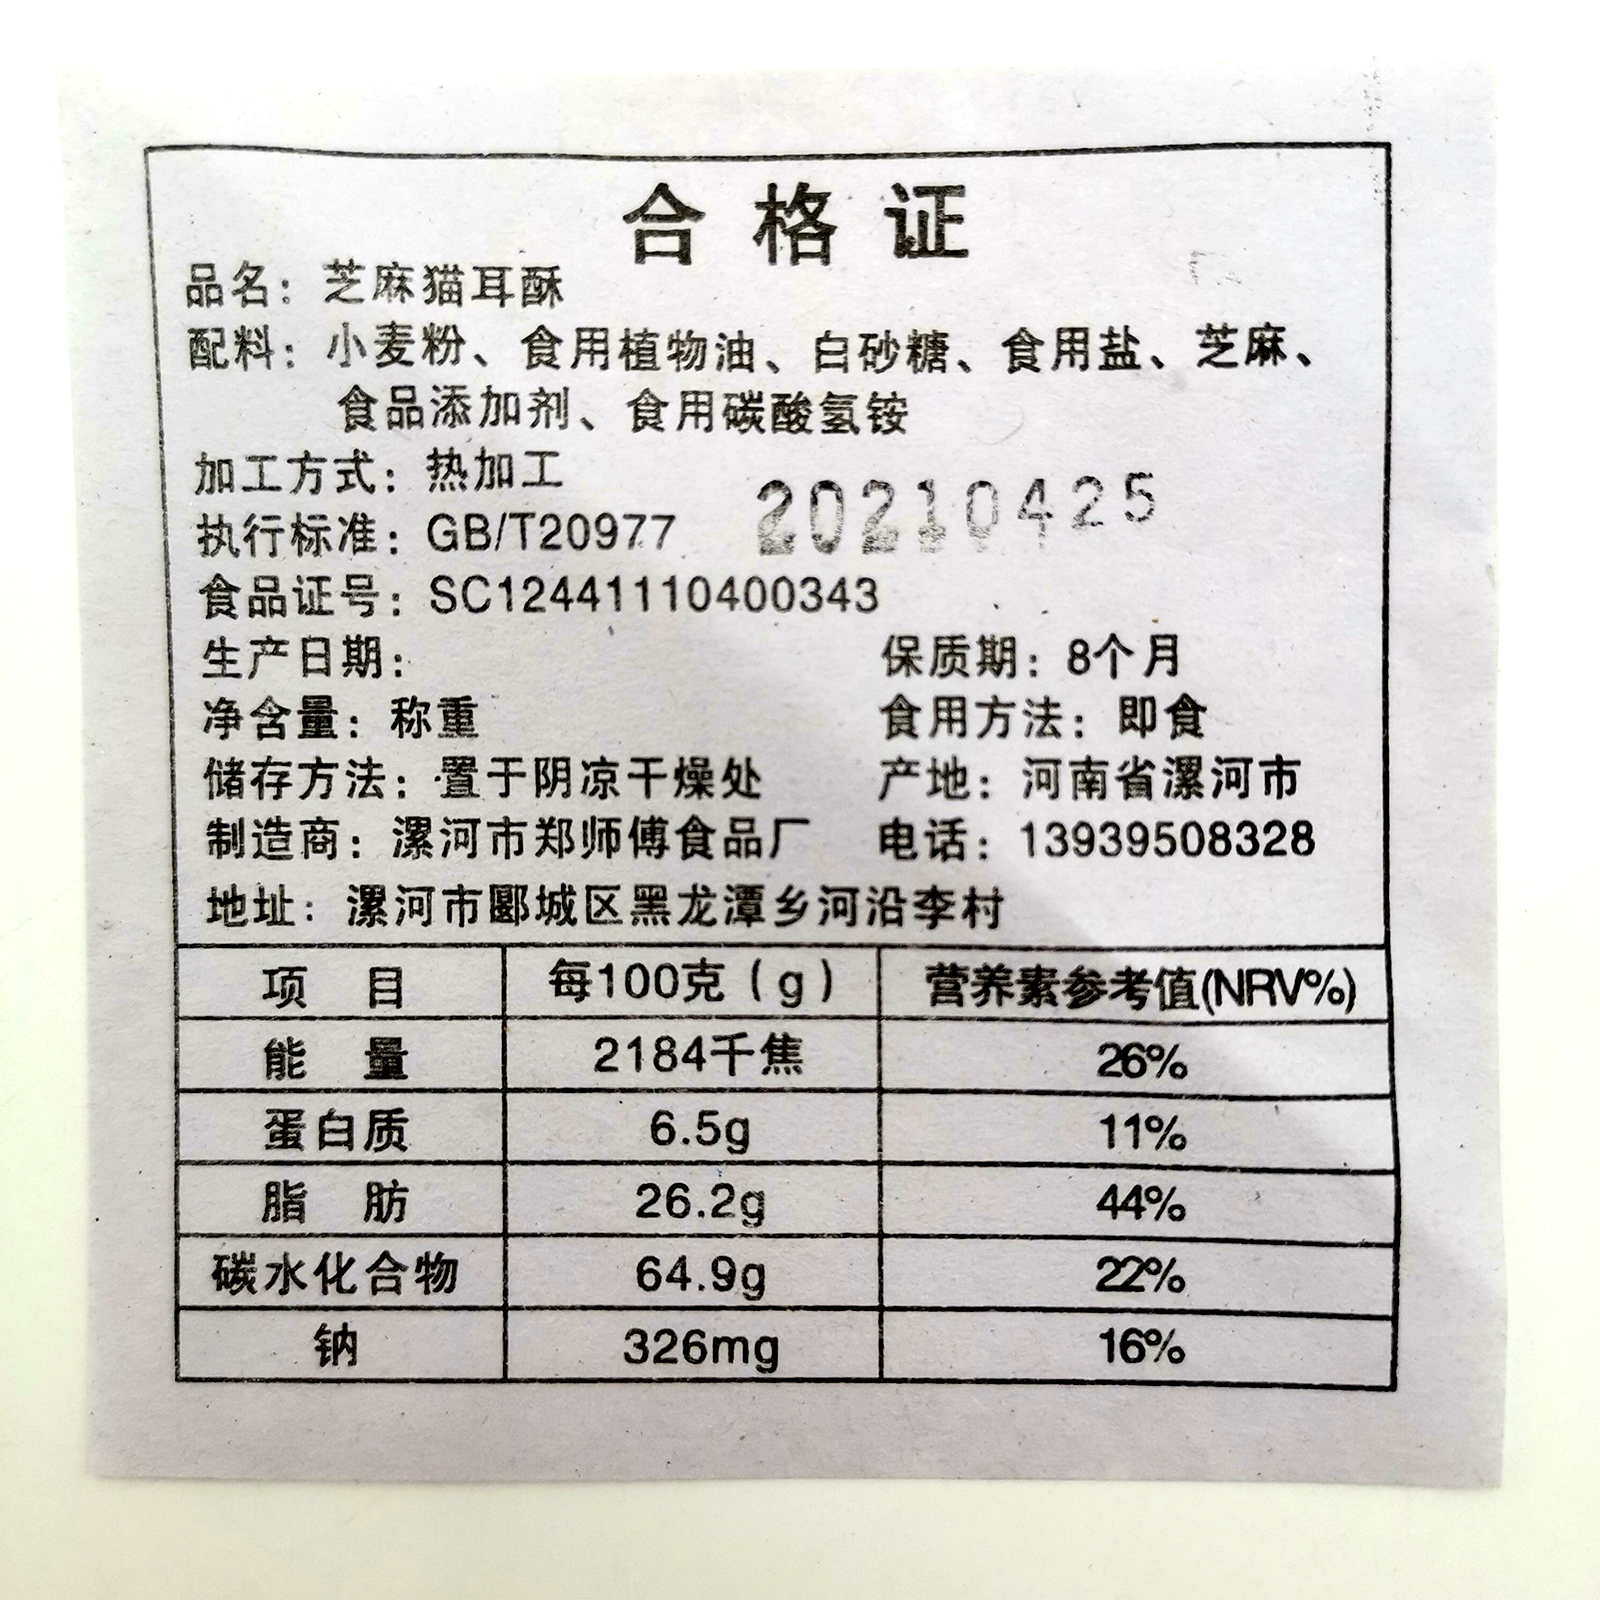 合格证
品名：芝麻猫耳酥
配料：小麦粉、食用植物油、白砂糖、食用盐、芝麻、
食品添加剂、食用碳酸氢铵
加工方式：热加工
20210425
执行标准：GB/T20977
食品证号：SC12441110400343
生产日期： 保质期：8个月
净含量：称重 食用方法：即食
储存方法：置于阴凉干燥处 产地：河南省漯河市
制造商：漯河市郑师傅食品厂 电话：13939508328
地址：漯河市郾城区黑龙潭乡河沿李村
项 目 每100克（g） 营养素参考值(NRV%)
能 量 2184千焦 26%
蛋白质 6.5g 11%
脂 肪 26.2g 44%
碳水化合物 64.9g 22%
钠 326mg 16%